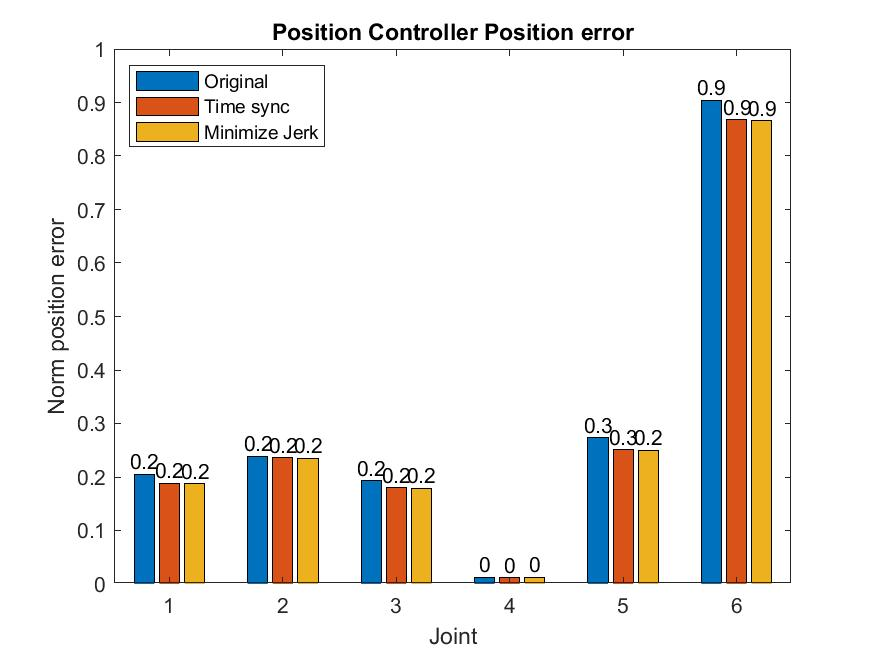 Position Controller Position error
Original
Time sync
Minimize Jerk
Norm position error
1
0.9
0.8
0.7
0.6
0.5
0.4
0.3
0.2
0.1
0
0.2 0.2 0.2
0.2 0.2 0.2
0.2 0.2 0.2
0 0 0
0.3 0.3 0.2
0.9 0.9 0.9
1 2 3 4 5 6
Joint